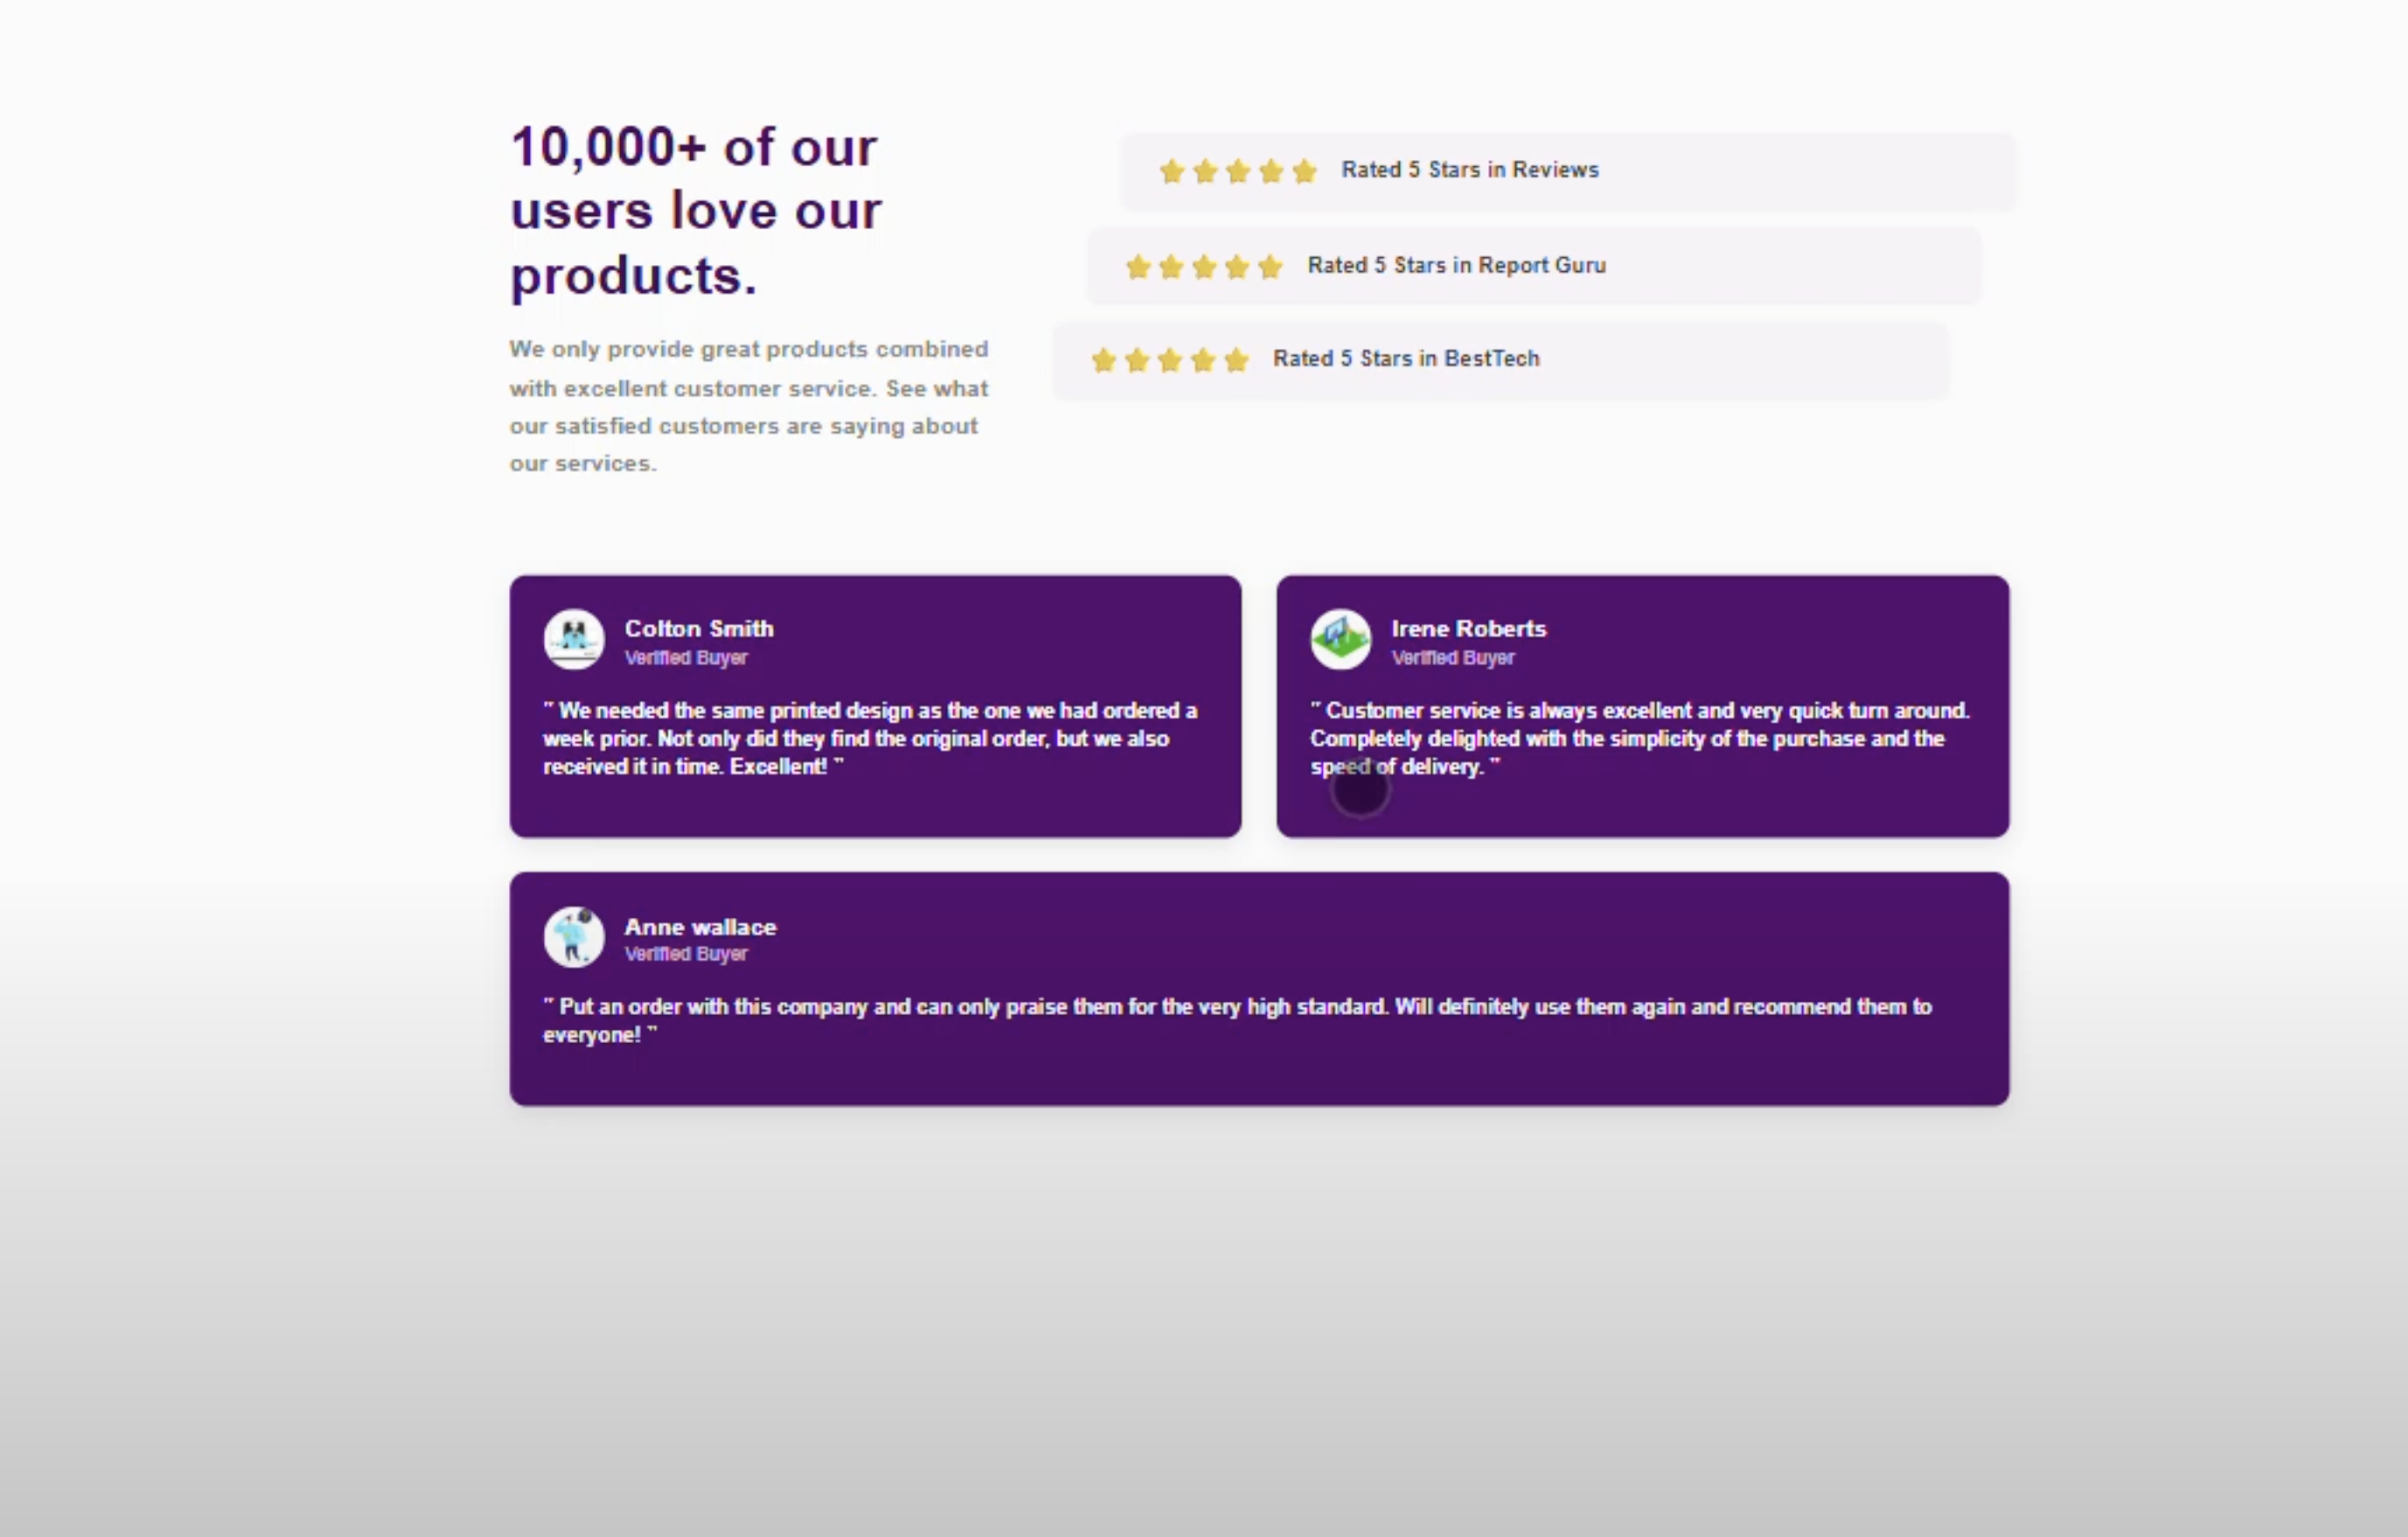 10,000+ of our
users love our
products.
We only provide great products combined
with excellent customer service. See what
our satisfied customers are saying about
our services.
Rated 5 Stars in Reviews
Rated 5 Stars in Report Guru
Rated 5 Stars in BestTech
Colton Smith
Verified Buyer
" We needed the same printed design as the one we had ordered a
week prior. Not only did they find the original order, but we also
received it in time. Excellent! "
Irene Roberts
Verified Buyer
" Customer service is always excellent and very quick turn around.
Completely delighted with the simplicity of the purchase and the
speed of delivery. "
Anne wallace
Verified Buyer
" Put an order with this company and can only praise them for the very high standard. Will definitely use them again and recommend them to
everyone! "